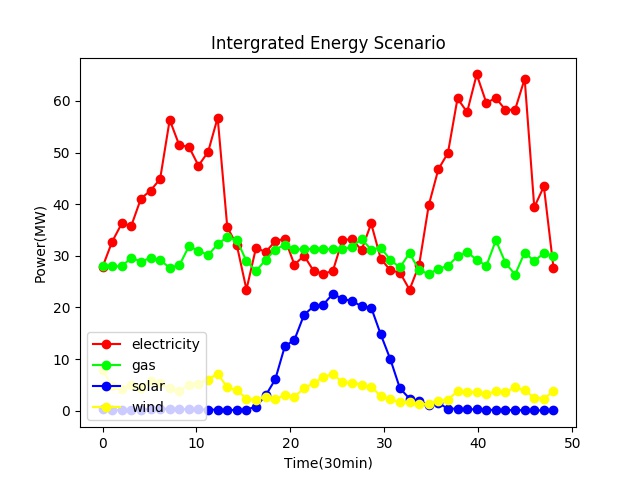 Intergrated Energy Scenario
Power(MW)
60
50
40
30
20
10
0
electricity
gas
solar
wind
0 10 20 30 40 50
Time(30min)